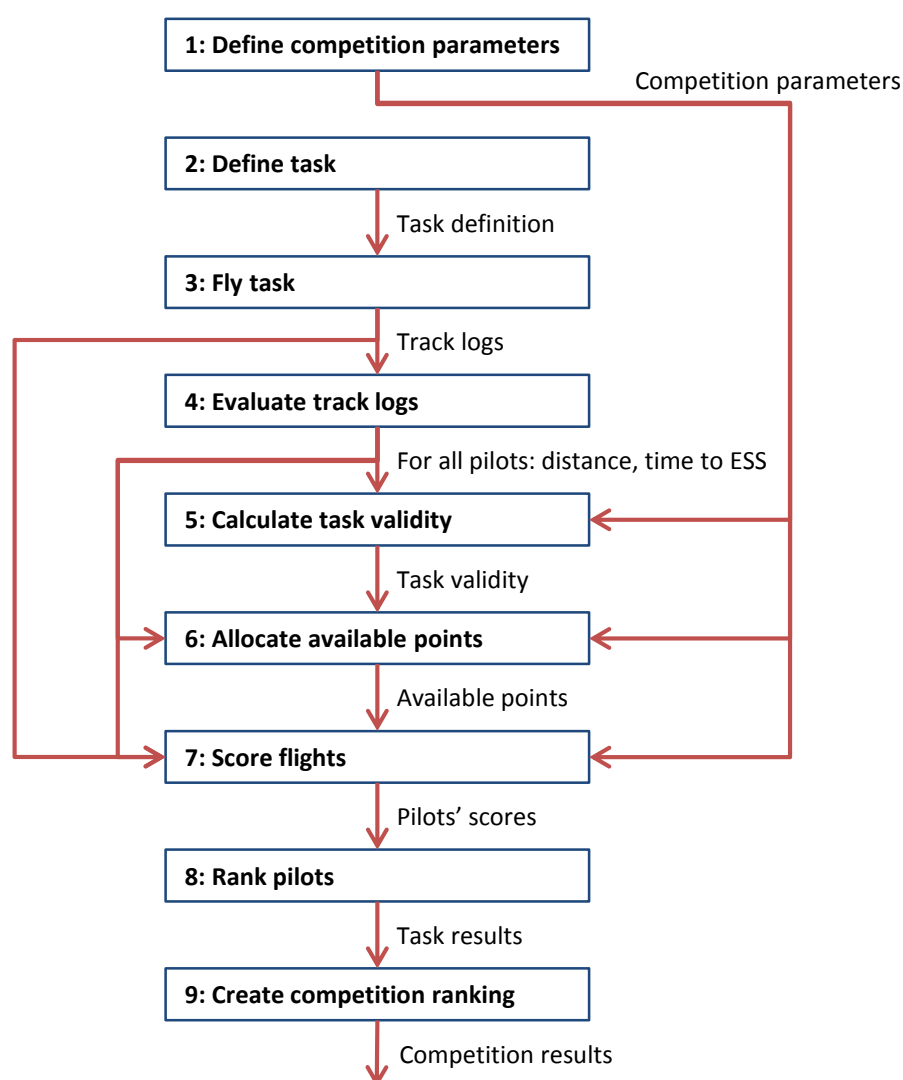 1: Define competition parameters
Competition parameters
2: Define task
Task definition
3: Fly task
Track logs
4: Evaluate track logs
For all pilots: distance, time to ESS
5: Calculate task validity
Task validity
6: Allocate available points
Available points
7: Score flights
Pilots’ scores
8: Rank pilots
Task results
9: Create competition ranking
Competition results